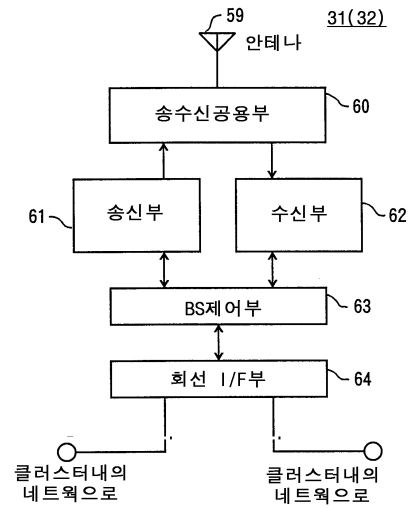 59
31(32)
안테나
송수신공용부
60
61
송신부
수신부
62
BS제어부
63
회선 I/F부
64
클러스터내의
네트웍으로
클러스터내의
네트웍으로